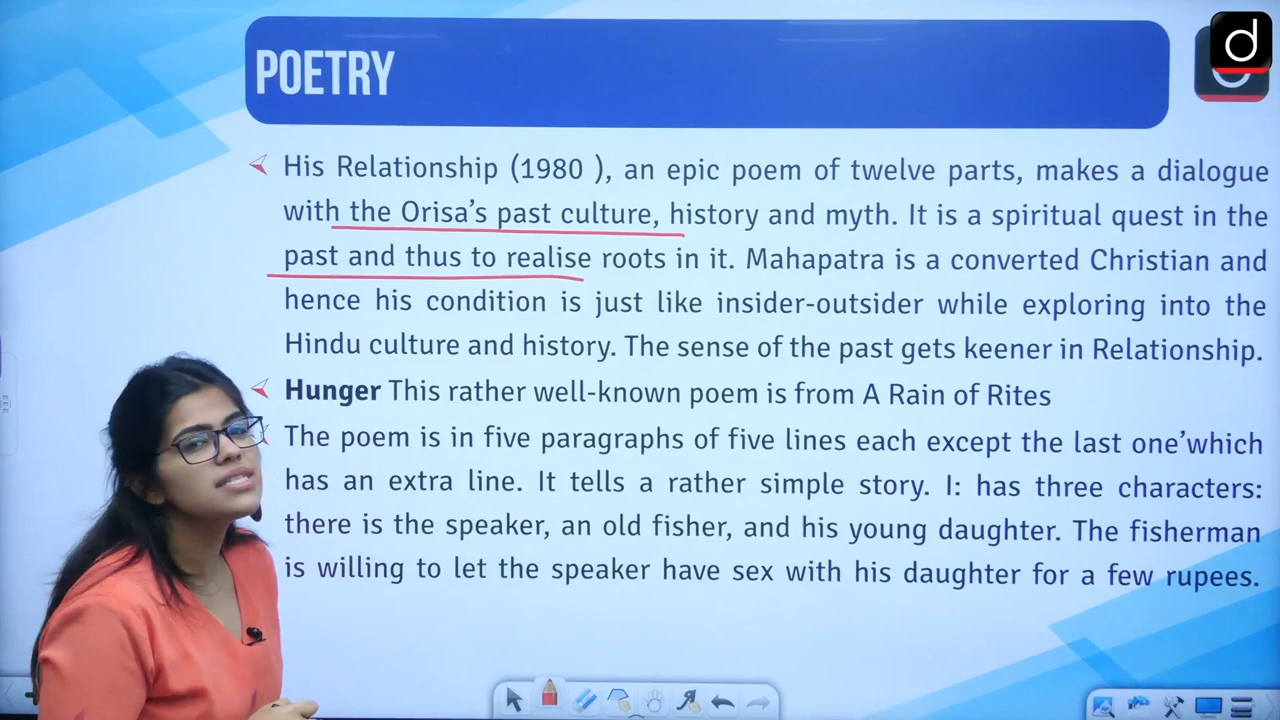 POETRY
d
His Relationship (1980 ), an epic poem of twelve parts, makes a dialogue
with the Orisa's past culture, history and myth. It is a spiritual quest in the
past and thus to realise roots in it. Mahapatra is a converted Christian and
hence his condition is just like insider-outsider while exploring into the
Hindu culture and history. The sense of the past gets keener in Relationship.
Hunger This rather well-known poem is from A Rain of Rites
The poem is in five paragraphs of five lines each except the last one’which
has an extra line. It tells a rather simple story. I: has three characters:
there is the speaker, an old fisher, and his young daughter. The fisherman
is willing to let the speaker have sex with his daughter for a few rupees.